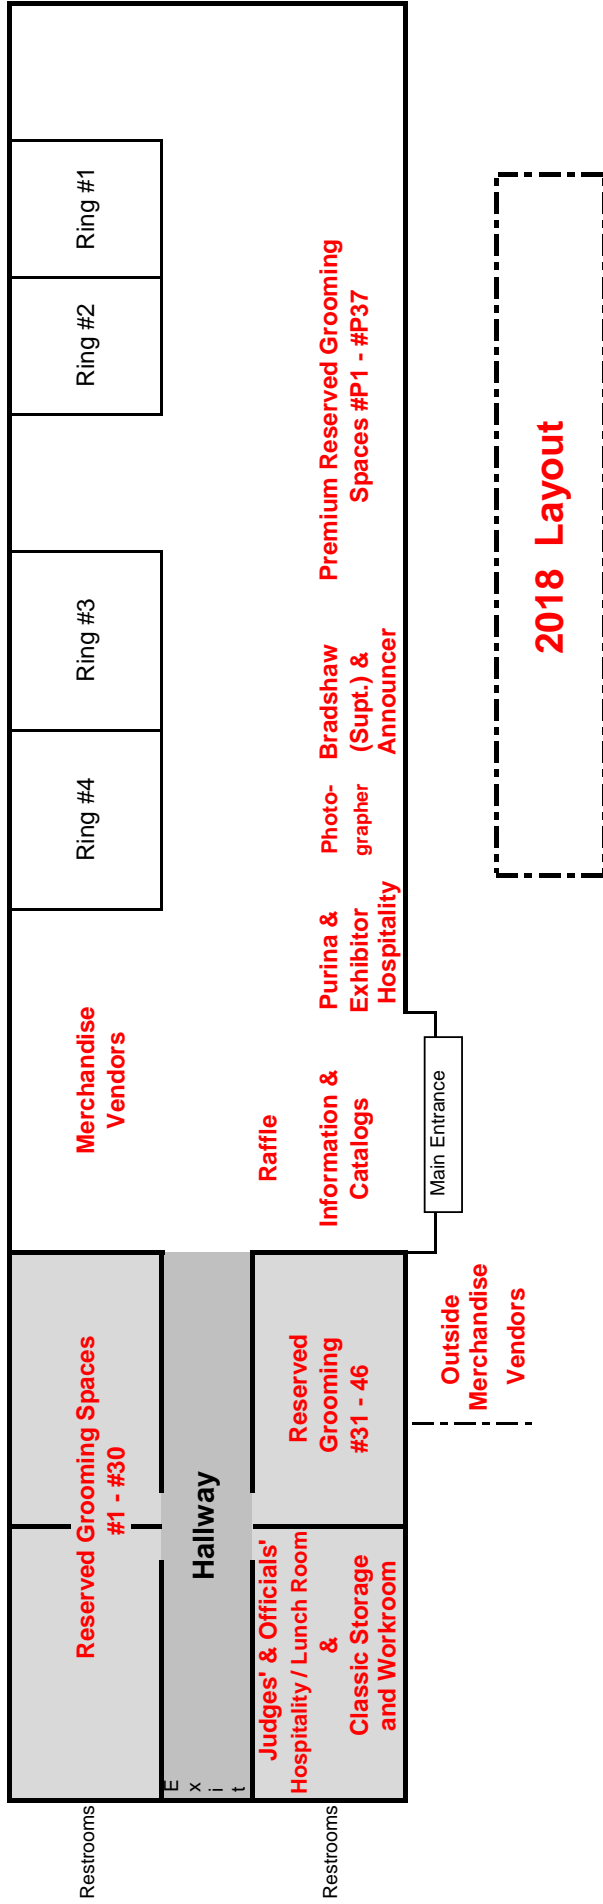 Restrooms
Reserved Grooming Spaces
#1 - #30
Merchandise
Vendors
Ring #4
Ring #3
Ring #2
Ring #1
E
x
i
t
Hallway
Restrooms
Judges' & Officials'
Hospitality / Lunch Room
&
Classic Storage
and Workroom
Reserved
Grooming
#31 - 46
Raffle
Information &
Catalogs
Purina &
Exhibitor
Hospitality
Photo-
grapher
Bradshaw
(Supt.) &
Announcer
Premium Reserved Grooming
Spaces #P1 - #P37
Main Entrance
Outside
Merchandise
Vendors
2018 Layout